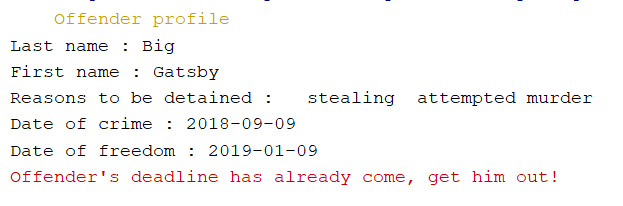 Offender profile
Last name : Big
First name : Gatsby
Reasons to be detained :   stealing  attempted murder
Date of crime : 2018-09-09
Date of freedom : 2019-01-09
Offender's deadline has already come, get him out!